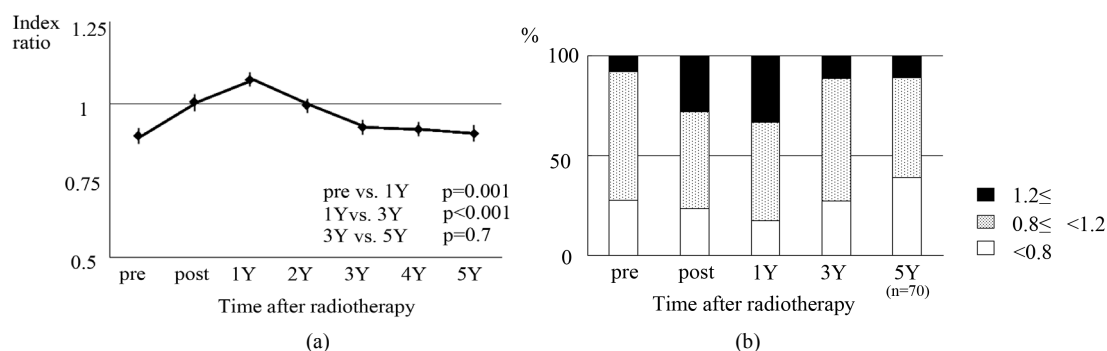 Index
ratio
1.25
1
0.75
0.5
pre vs. 1Y p=0.001
1Yvs. 3Y p<0.001
3Y vs. 5Y p=0.7
pre post 1Y 2Y 3Y 4Y 5Y
Time after radiotherapy
(a)
%
100
50
0
pre post 1Y 3Y 5Y
(n=70)
Time after radiotherapy
(b)
1.2≤
0.8≤ <1.2
<0.8